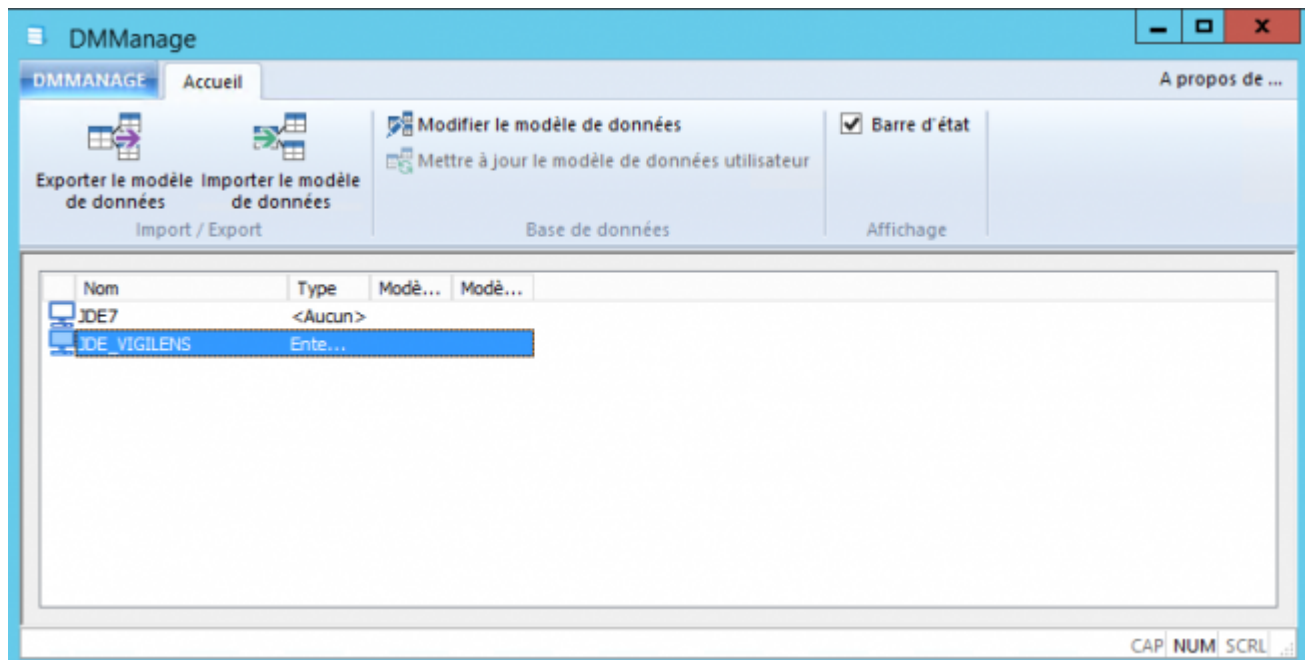 DMManage
DMMANAGE Accueil A propos de ...
Modifier le modèle de données
Barre d'état
Mettre à jour le modèle de données utilisateur
Exporter le modèle de données
Importer le modèle de données
Import / Export Base de données Affichage
Nom Type Modè... Modè...
JDE7 <Aucun>
JDE_VIGILENS Ente...
CAP NUM SCRL